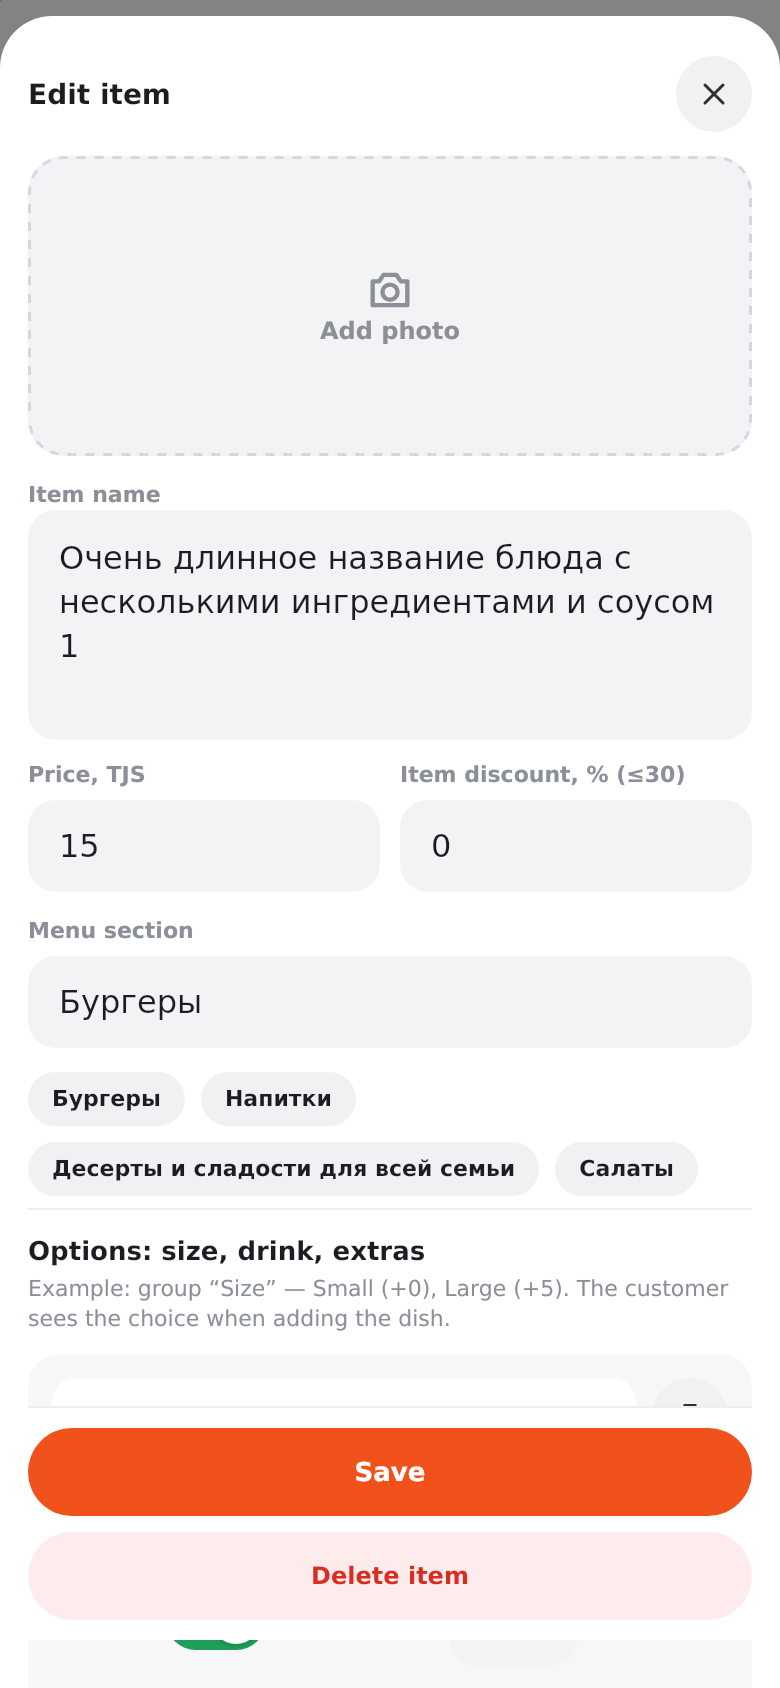 Edit item
Add photo
Item name
Очень длинное название блюда с
несколькими ингредиентами и соусом
1
Price, TJS
Item discount, % (≤30)
15
0
Menu section
Бургеры
Бургеры
Напитки
Десерты и сладости для всей семьи
Салаты
Options: size, drink, extras
Example: group “Size” — Small (+0), Large (+5). The customer
sees the choice when adding the dish.
Save
Delete item